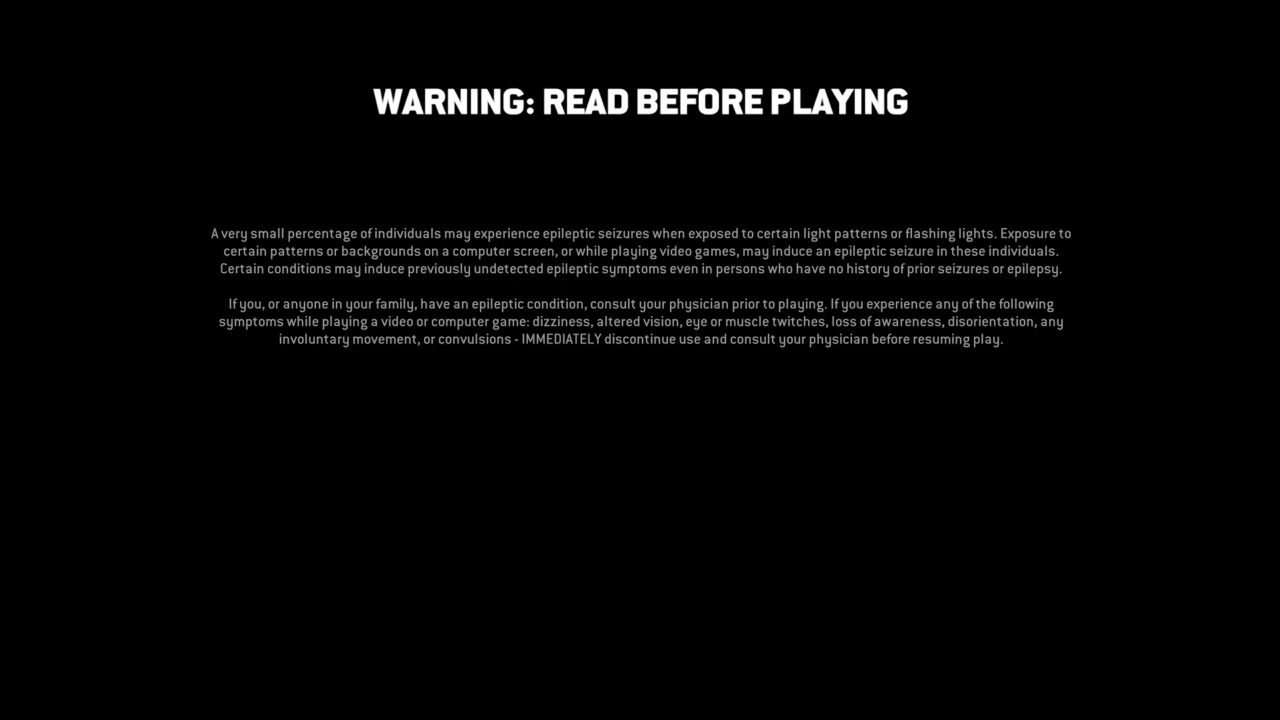 WARNING: READ BEFORE PLAYING
A very small percentage of individuals may experience epileptic seizures when exposed to certain light patterns or flashing lights. Exposure to
certain patterns or backgrounds on a computer screen, or while playing video games, may induce an epileptic seizure in these individuals.
Certain conditions may induce previously undetected epileptic symptoms even in persons who have no history of prior seizures or epilepsy.
If you, or anyone in your family, have an epileptic condition, consult your physician prior to playing. If you experience any of the following
symptoms while playing a video or computer game: dizziness, altered vision, eye or muscle twitches, loss of awareness, disorientation, any
involuntary movement, or convulsions - IMMEDIATELY discontinue use and consult your physician before resuming play.